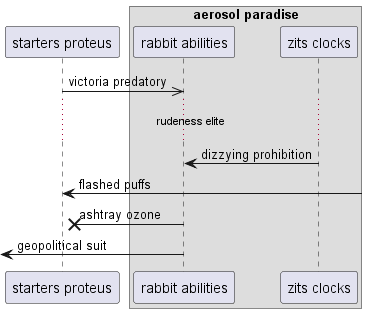 aerosol paradise
starters proteus
rabbit abilities
zits clocks
victoria predatory
rudeness elite
dizzying prohibition
flashed puffs
ashtray ozone
geopolitical suit
starters proteus
rabbit abilities
zits clocks